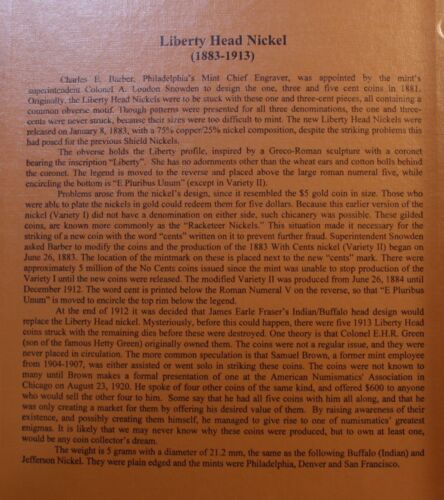 Liberty Head Nickel
(1883-1913)
Charles E. Barber, Philadelphia's Mint Chief Engraver, was appointed by the mint's
superintendent Colonel A. Loudon Snowden to design the one, three and five cent coins in 1881.
Originally, the Liberty Head Nickels were to be stuck with these one and three-cent pieces, all containing a
common obverse motif. Though patterns were presented for all three denominations, the one and three-
cents were never struck, because their sizes were too difficult to mint. The new Liberty Head Nickels were
released on January 8, 1883, with a 75% copper/25% nickel composition, despite the striking problems this
had posed for the previous Shield Nickels.
The obverse holds the Liberty profile, inspired by a Greco-Roman sculpture with a coronet
bearing the inscription "Liberty". She has no adornments other than the wheat ears and cotton bolls behind
the coronet. The legend is moved to the reverse and placed above the large roman numeral five, while
encircling the bottom is "E Pluribus Unum" (except in Variety II).
Problems arose from the nickel's design, since it resembled the $5 gold coin in size. Those who
were able to plate the nickels in gold could redeem them for five dollars. Because this earlier version of the
nickel (Variety I) did not have a denomination on either side, such chicanery was possible. These gilded
coins, are known more commonly as the "Racketeer Nickels." This situation made it necessary for the
striking of a new coin with the word "cents" written on it to prevent further fraud. Superintendent Snowden
asked Barber to modify the coins and the production of the 1883 With Cents nickel (Variety II) began on
June 26, 1883. The location of the mintmark on these is placed next to the new "cents" mark. There were
approximately 5 million of the No Cents coins issued since the mint was unable to stop production of the
Variety I until the new coins were released. The modified Variety II was produced from June 26, 1884 until
December 1912. The word cent is printed below the Roman Numeral V on the reverse, so that "E Pluribus
Unum" is moved to encircle the top rim below the legend.
At the end of 1912 it was decided that James Earle Fraser's Indian/Buffalo head design would
replace the Liberty Head nickel. Mysteriously, before this could happen, there were five 1913 Liberty Head
coins struck with the remaining dies before these were destroyed. One theory is that Colonel E.H.R. Green
(son of the famous Hetty Green) originally owned them. The coins were not a regular issue, and they were
never placed in circulation. The more common speculation is that Samuel Brown, a former mint employee
from 1904-1907, was either assisted or went solo in striking these coins. The coins were not known to
many until Brown makes a formal presentation of one at the American Numismatics' Association in
Chicago on August 23, 1920. He spoke of four other coins of the same kind, and offered $600 to anyone
who would sell the other four to him. Some say that he had all five coins with him all along, and that he
was only creating a market for them by offering his desired value of them. By raising awareness of their
existence, and possibly creating them himself, he managed to give rise to one of numismatics' greatest
enigmas. It is likely that we may never know why these coins were produced, but to own at least one,
would be any coin collector's dream.
The weight is 5 grams with a diameter of 21.2 mm, the same as the following Buffalo (Indian) and
Jefferson Nickel. They were plain edged and the mints were Philadelphia, Denver and San Francisco.